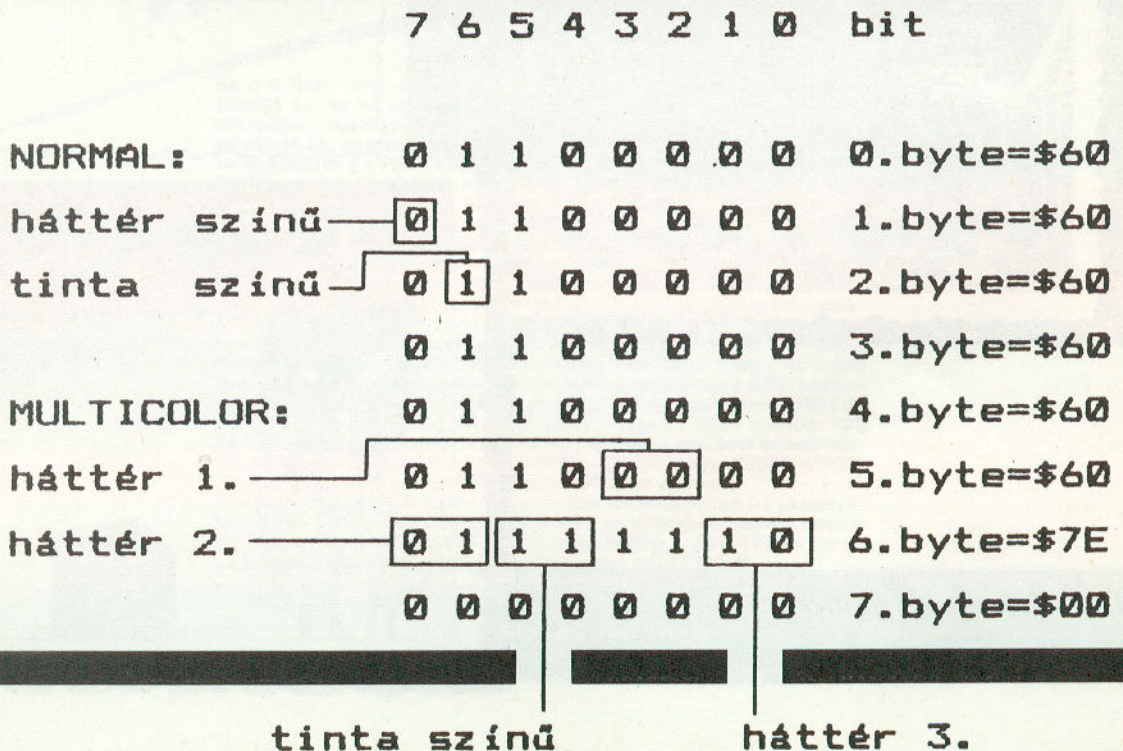 7 6 5 4 3 2 1 0 bit
NORMAL: 0 1 1 0 0 0 0 0 0.byte=$60
háttér színű 0 1 1 0 0 0 0 0 1.byte=$60
tinta színű 0 1 1 0 0 0 0 0 2.byte=$60
0 1 1 0 0 0 0 0 3.byte=$60
MULTICOLOR: 0 1 1 0 0 0 0 0 4.byte=$60
háttér 1. 0 1 1 0 0 0 0 0 5.byte=$60
háttér 2. 0 1 1 1 1 1 1 0 6.byte=$7E
0 0 0 0 0 0 0 0 7.byte=$00
tinta színű háttér 3.